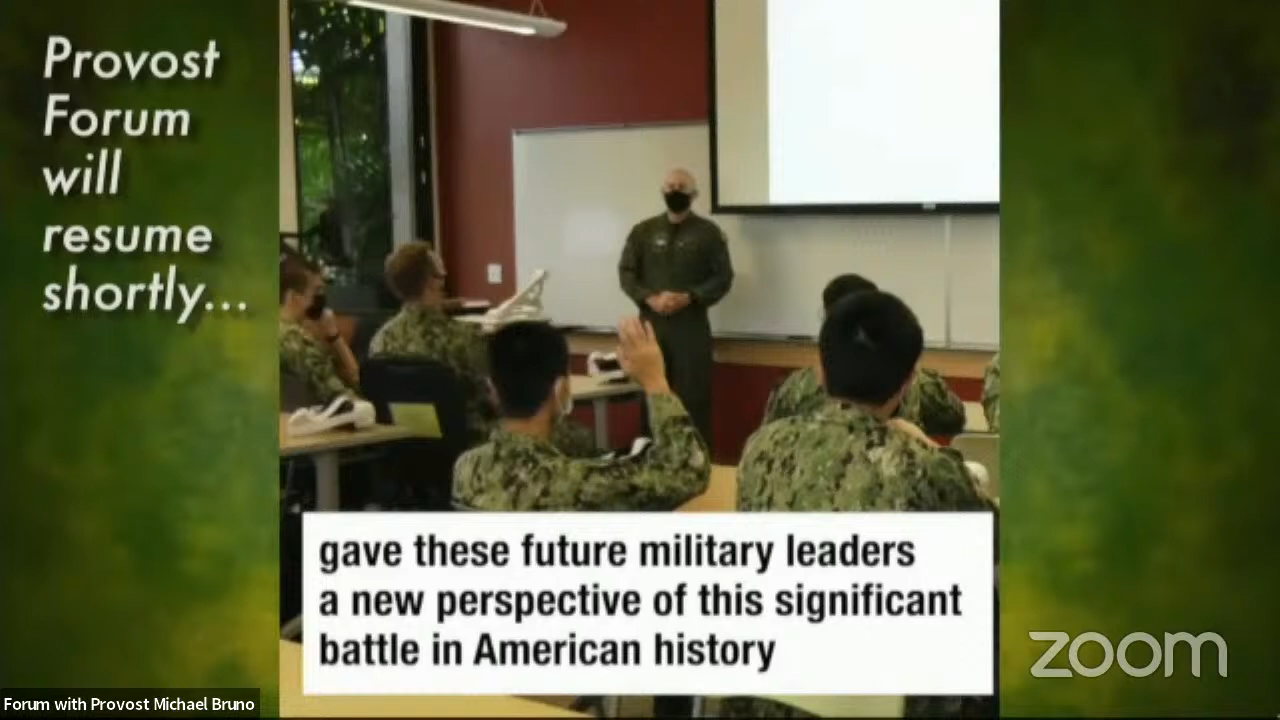 Provost
Forum
will
resume
shortly...
gave these future military leaders
a new perspective of this significant
battle in American history
zoom
Forum with Provost Michael Bruno